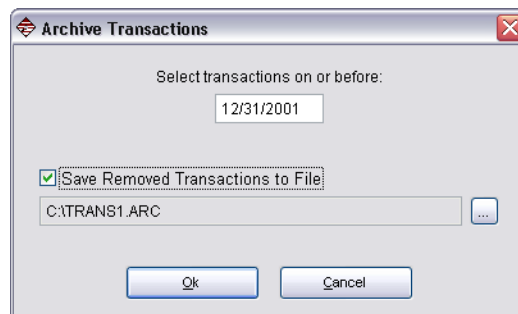 Archive Transactions
Select transactions on or before:
12/31/2001
Save Removed Transactions to File
C:\TRANS1.ARC
...
Ok
Cancel